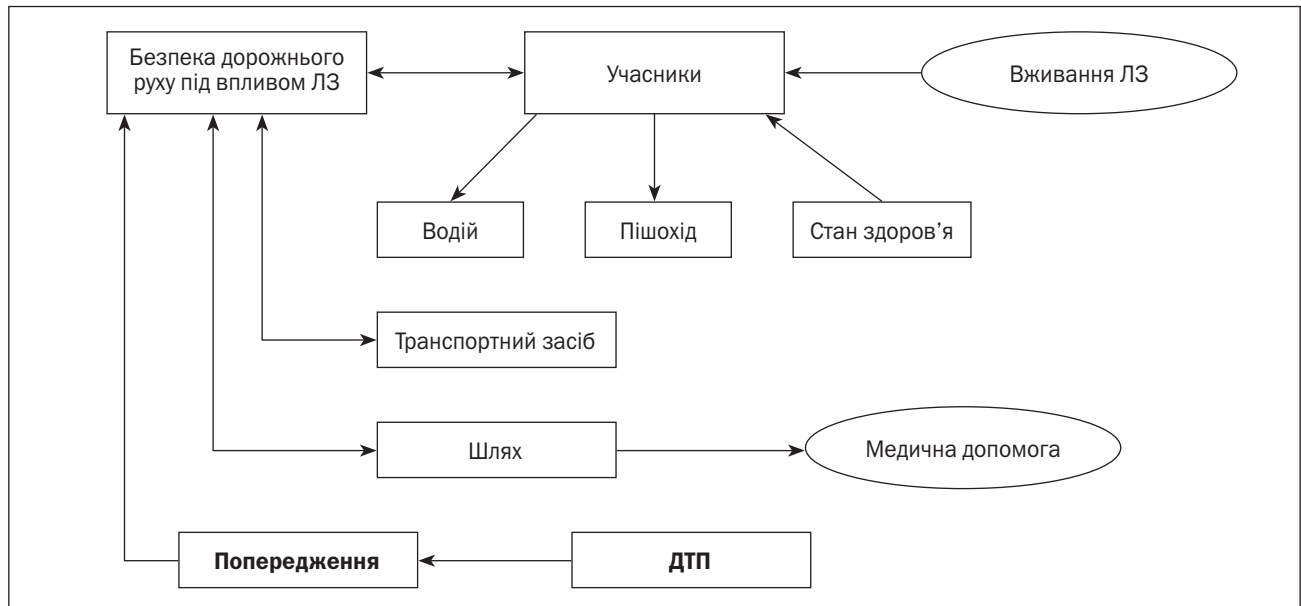 Безпека дорожнього
руху під впливом ЛЗ
Учасники
Вживання ЛЗ
Водій
Пішохід
Стан здоров’я
Транспортний засіб
Шлях
Медична допомога
Попередження
ДТП